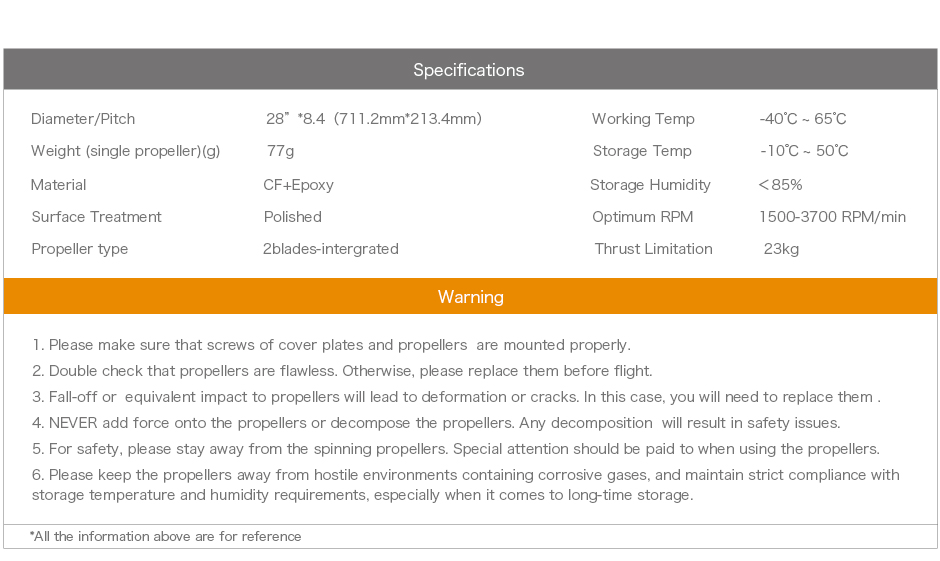 Specifications
Diameter/Pitch 28” *8.4（711.2mm*213.4mm） Working Temp -40℃ ~ 65℃
Weight (single propeller)(g) 77g Storage Temp -10℃ ~ 50℃
Material CF+Epoxy Storage Humidity ＜85%
Surface Treatment Polished Optimum RPM 1500-3700 RPM/min
Propeller type 2blades-intergrated Thrust Limitation 23kg
Warning
1. Please make sure that screws of cover plates and propellers are mounted properly.
2. Double check that propellers are flawless. Otherwise, please replace them before flight.
3. Fall-off or equivalent impact to propellers will lead to deformation or cracks. In this case, you will need to replace them .
4. NEVER add force onto the propellers or decompose the propellers. Any decomposition will result in safety issues.
5. For safety, please stay away from the spinning propellers. Special attention should be paid to when using the propellers.
6. Please keep the propellers away from hostile environments containing corrosive gases, and maintain strict compliance with
storage temperature and humidity requirements, especially when it comes to long-time storage.
*All the information above are for reference